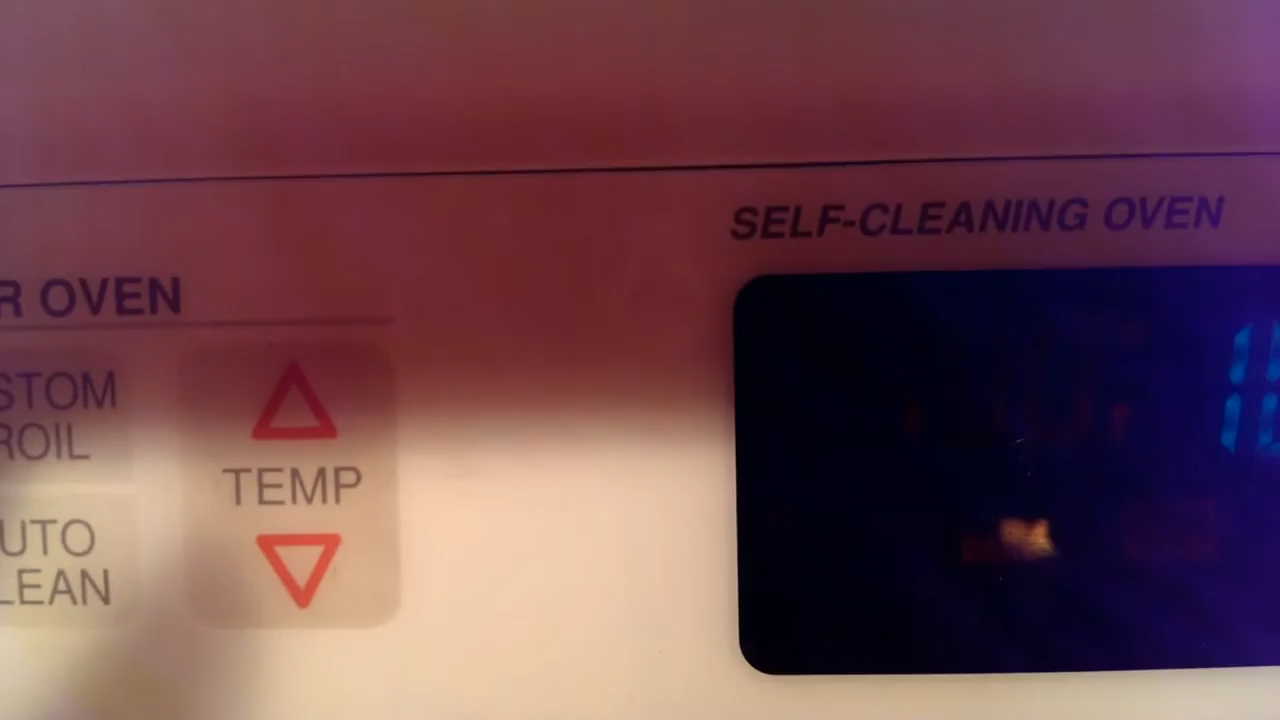 SELF-CLEANING OVEN
R OVEN
STOM
ROIL
TEMP
UTO
LEAN